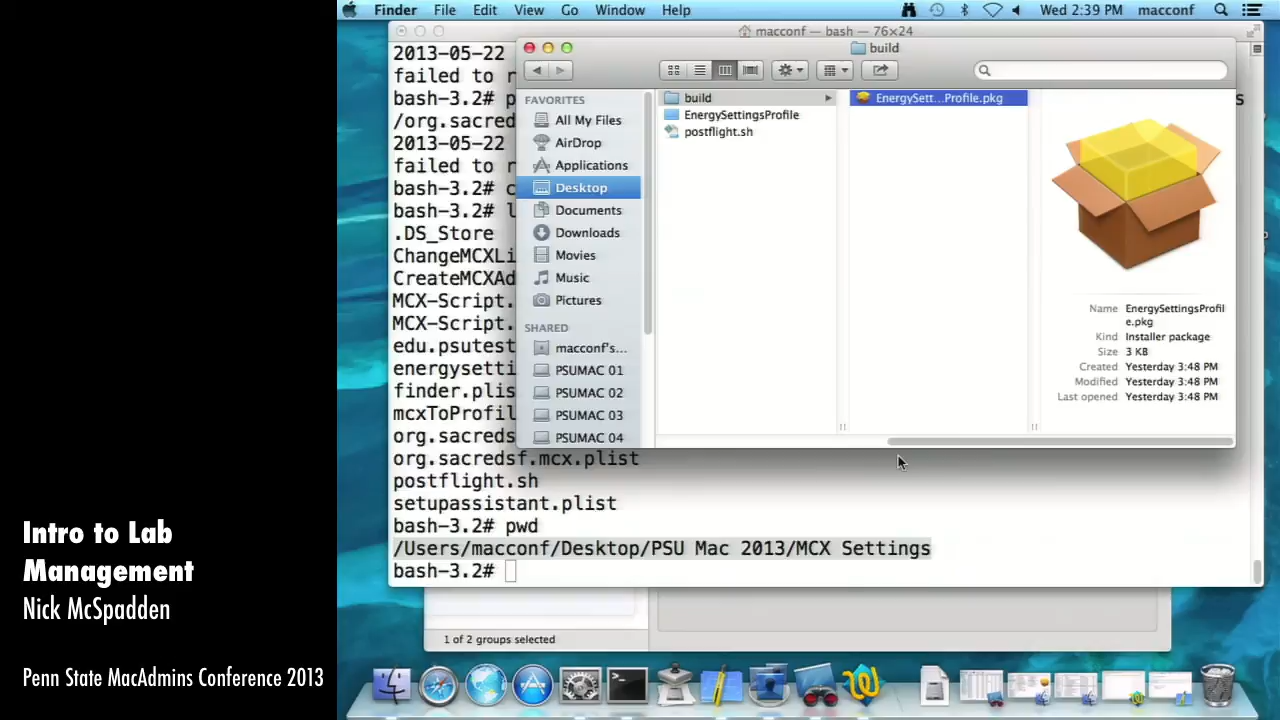 Finder File Edit View Go Window Help Wed 2:39 PM macconf
macconf — bash — 76×24
build
2013-05-22
failed to r
bash-3.2# p
/org.sacred
2013-05-22
failed to r
bash-3.2# c
bash-3.2# l
.DS_Store
ChangeMCXLi
CreateMCXAd
MCX-Script.
MCX-Script.
edu.psutest
energysetti
finder.plis
mcxToProfil
org.sacreds
org.sacredsf.mcx.plist
postflight.sh
setupassistant.plist
bash-3.2# pwd
/Users/macconf/Desktop/PSU Mac 2013/MCX Settings
bash-3.2#
FAVORITES
All My Files
AirDrop
Applications
Desktop
Documents
Downloads
Movies
Music
Pictures
SHARED
macconf's...
PSUMAC 01
PSUMAC 02
PSUMAC 03
PSUMAC 04
build
EnergySettingsProfile
postflight.sh
EnergySett...Profile.pkg
Name EnergySettingsProfil
e.pkg
Kind Installer package
Size 3 KB
Created Yesterday 3:48 PM
Modified Yesterday 3:48 PM
Last opened Yesterday 3:48 PM
s
1 of 2 groups selected
Intro to Lab
Management
Nick McSpadden
Penn State MacAdmins Conference 2013